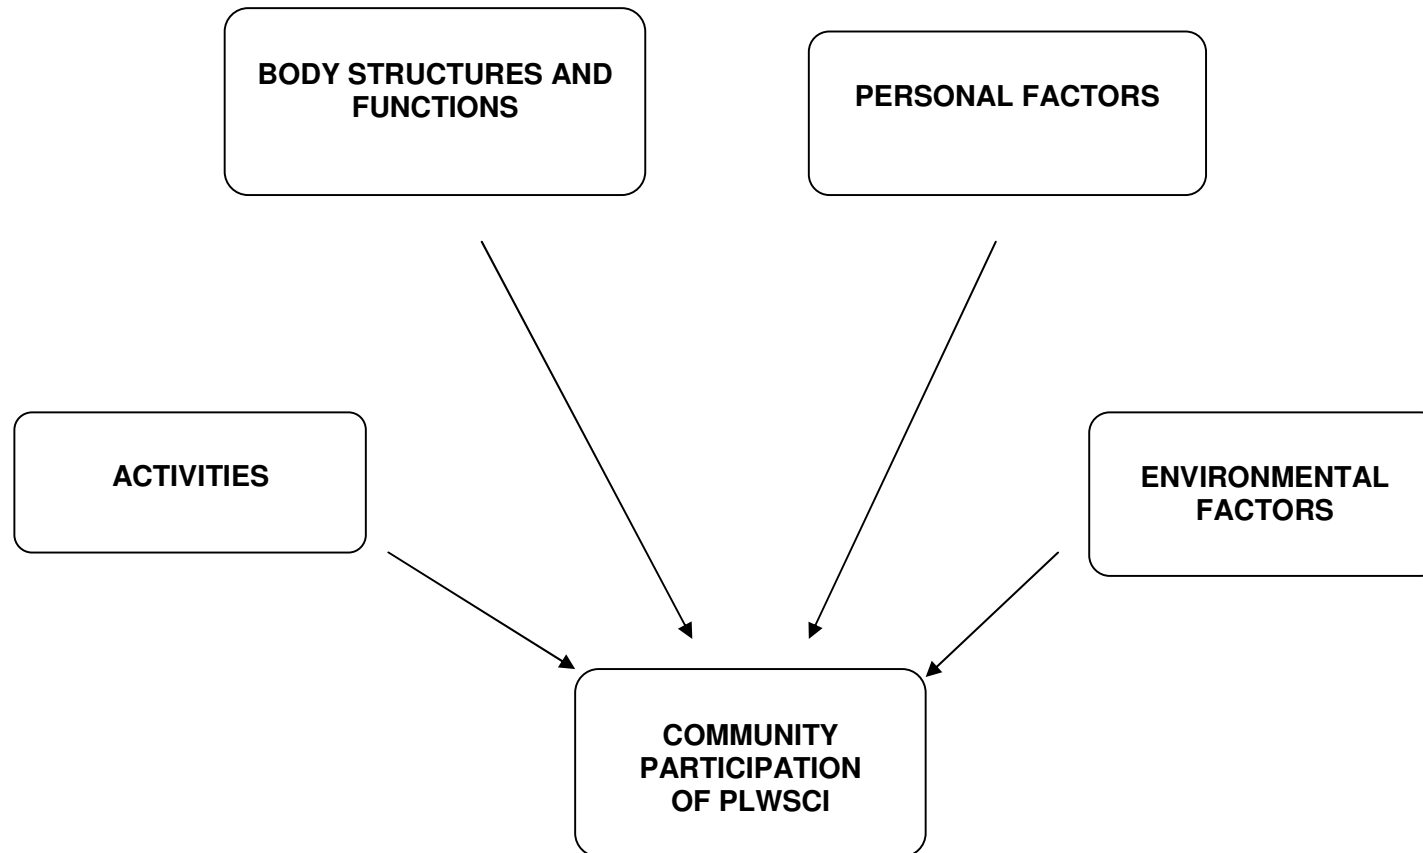 BODY STRUCTURES AND
FUNCTIONS
PERSONAL FACTORS
ACTIVITIES
ENVIRONMENTAL
FACTORS
COMMUNITY
PARTICIPATION
OF PLWSCI